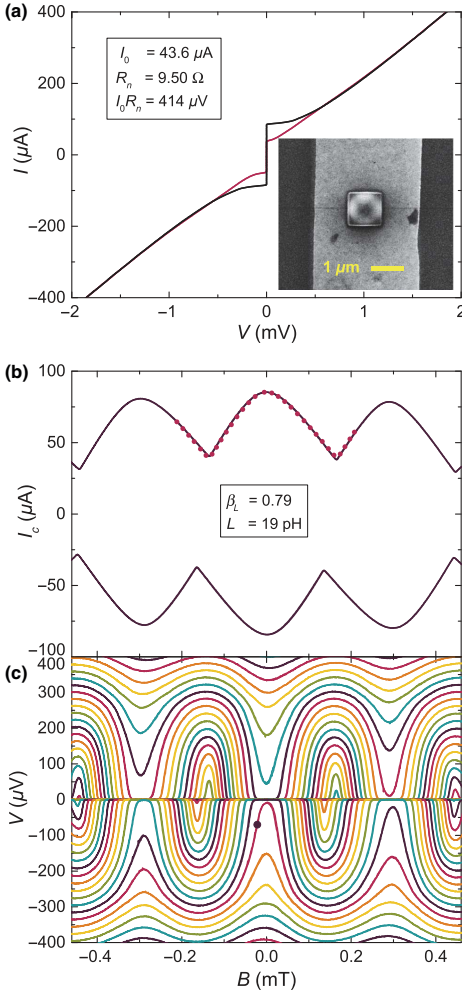 (a)
400
200
0
−200
−400
I (µA)
I₀ = 43.6 µA
Rₙ = 9.50 Ω
I₀Rₙ = 414 µV
1 µm
−2 −1 0 1 2
V (mV)
(b)
100
50
0
−50
−100
I_c (µA)
β_L = 0.79
L = 19 pH
(c)
400
300
200
100
0
−100
−200
−300
−400
V (µV)
−0.4 −0.2 0.0 0.2 0.4
B (mT)